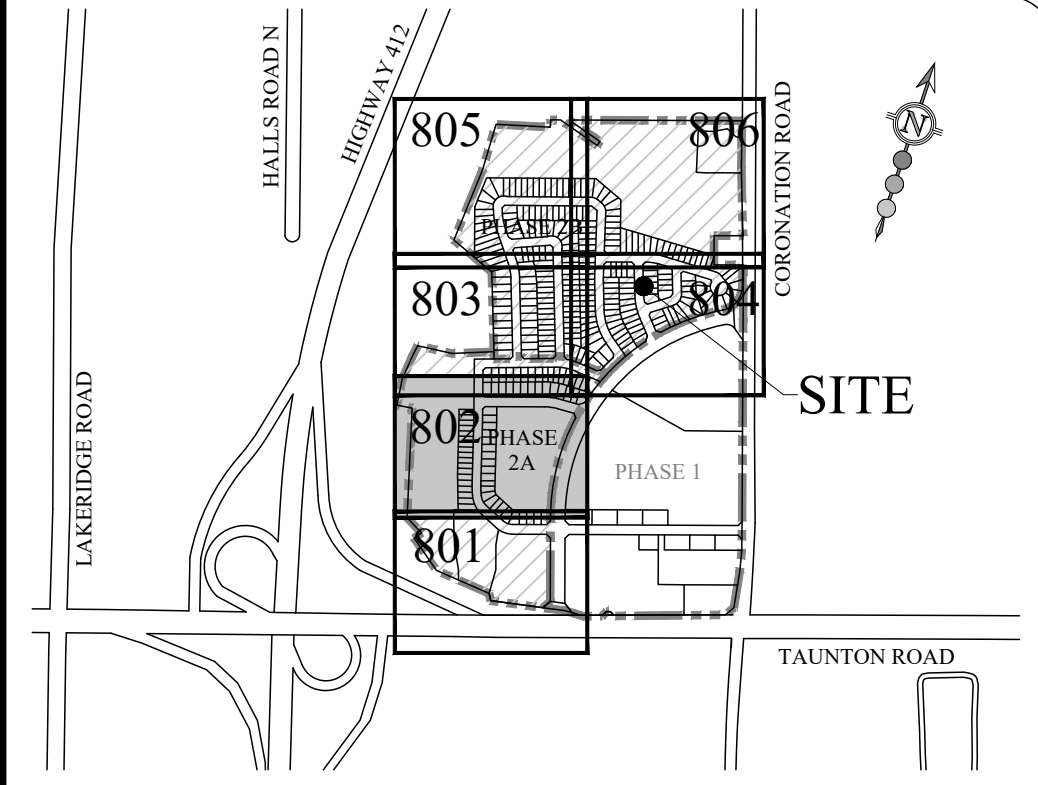 HALLS ROAD N
HIGHWAY 412
805
806
CORONATION ROAD
N
PHASE 2B
803
804
SITE
LAKERIDGE ROAD
802
PHASE
2A
PHASE 1
801
TAUNTON ROAD